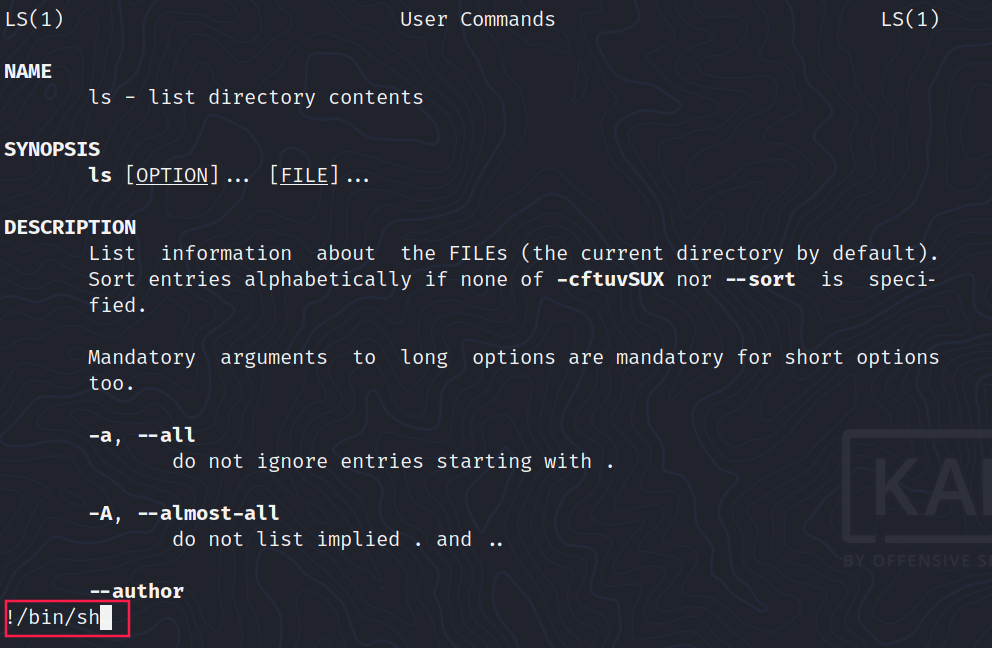 LS(1) User Commands LS(1)
NAME
ls - list directory contents
SYNOPSIS
ls [OPTION]... [FILE]...
DESCRIPTION
List information about the FILEs (the current directory by default).
Sort entries alphabetically if none of -cftuvSUX nor --sort is speci-
fied.
Mandatory arguments to long options are mandatory for short options
too.
-a, --all
do not ignore entries starting with .
-A, --almost-all
do not list implied . and ..
KA
BY OFFENSIVE S
--author
!/bin/sh